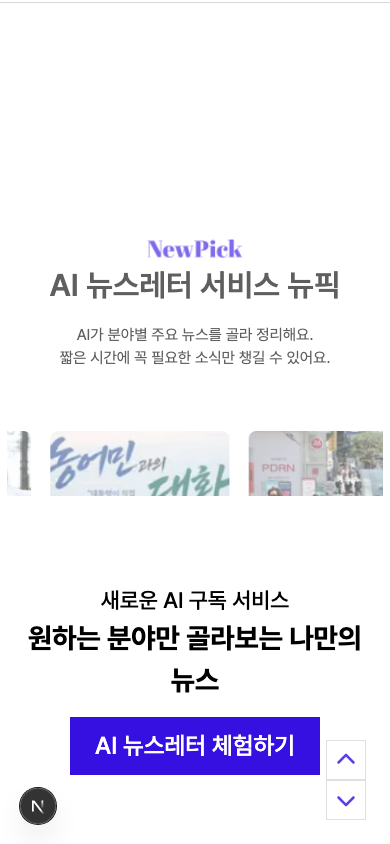 NewPick
AI 뉴스레터 서비스 뉴픽
AI가 분야별 주요 뉴스를 골라 정리해요.
짧은 시간에 꼭 필요한 소식만 챙길 수 있어요.
동어민과의
대화
PDRN
새로운 AI 구독 서비스
원하는 분야만 골라보는 나만의
뉴스
AI 뉴스레터 체험하기
N